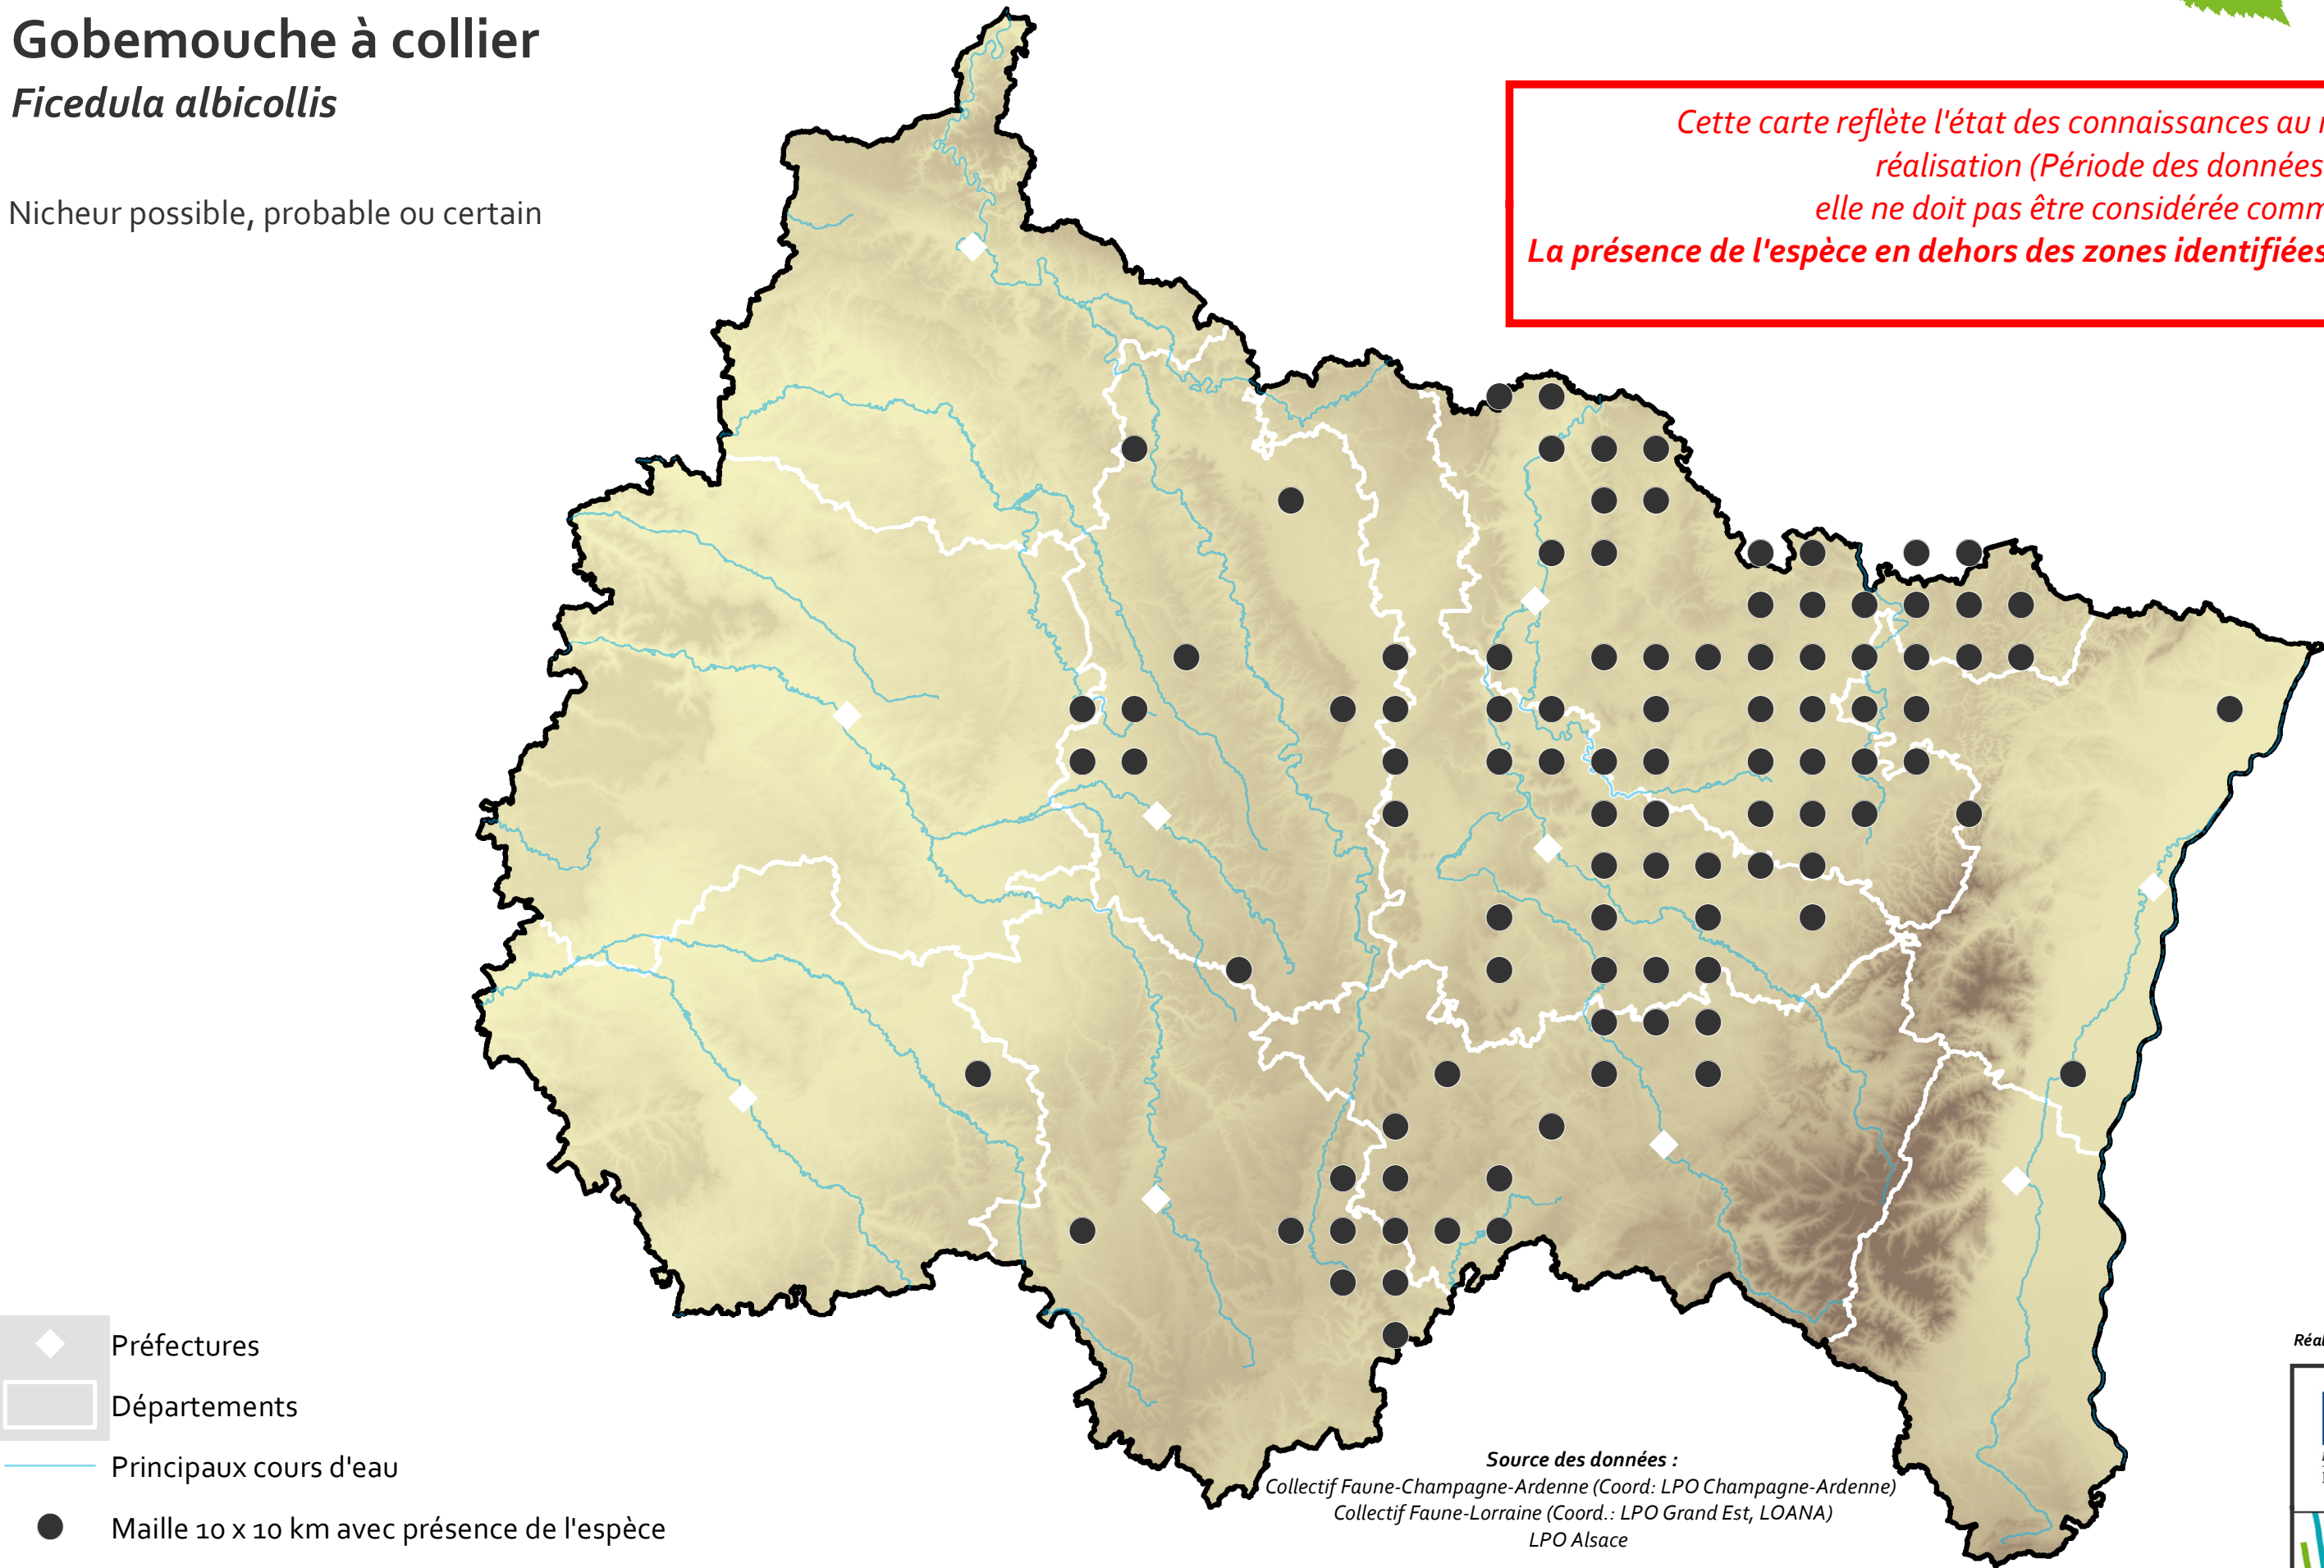 Gobemouche à collier
Ficedula albicollis
Nicheur possible, probable ou certain
Cette carte reflète l'état des connaissances au
réalisation (Période des données
elle ne doit pas être considérée comm
La présence de l'espèce en dehors des zones identifiées
Préfectures
Départements
Principaux cours d'eau
Maille 10 x 10 km avec présence de l'espèce
Source des données :
Collectif Faune-Champagne-Ardenne (Coord: LPO Champagne-Ardenne)
Collectif Faune-Lorraine (Coord.: LPO Grand Est, LOANA)
LPO Alsace
Réal